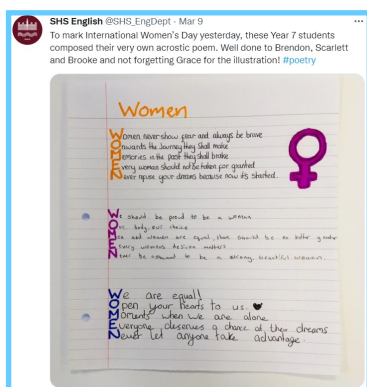 SHS English @SHS_EngDept · Mar 9
To mark International Women's Day yesterday, these Year 7 students
composed their very own acrostic poem. Well done to Brendon, Scarlett
and Brooke and not forgetting Grace for the illustration! #poetry
Women
Women never show fear and always be brave
Onwards the Journey they shall make
Memories in the past they shall brake
Every woman should not be taken for granted
Never refuse your dreams because now its started.
We should be proud to be a woman
Our body, our choice
Men and women are equal, there should be no better gender
Every womans desicon matters
Never be ashamed to be a strong, beautiful woman.
We are equal!
Open your hearts to us
Moments when we are alone
Everyone deserves a chance at their dreams
Never let anyone take advantage.